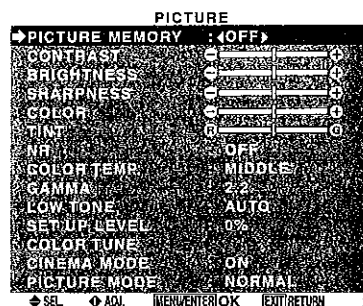 PICTURE
PICTURE MEMORY : OFF
CONTRAST
BRIGHTNESS
SHARPNESS
COLOR
TINT R G
NR : OFF
COLOR TEMP. : MIDDLE
GAMMA : 2.2
LOW TONE : AUTO
SET UP LEVEL : 0%
COLOR TUNE
CINEMA MODE : ON
PICTURE MODE : NORMAL
SEL. ADJ. MENU/ENTER OK EXIT RETURN